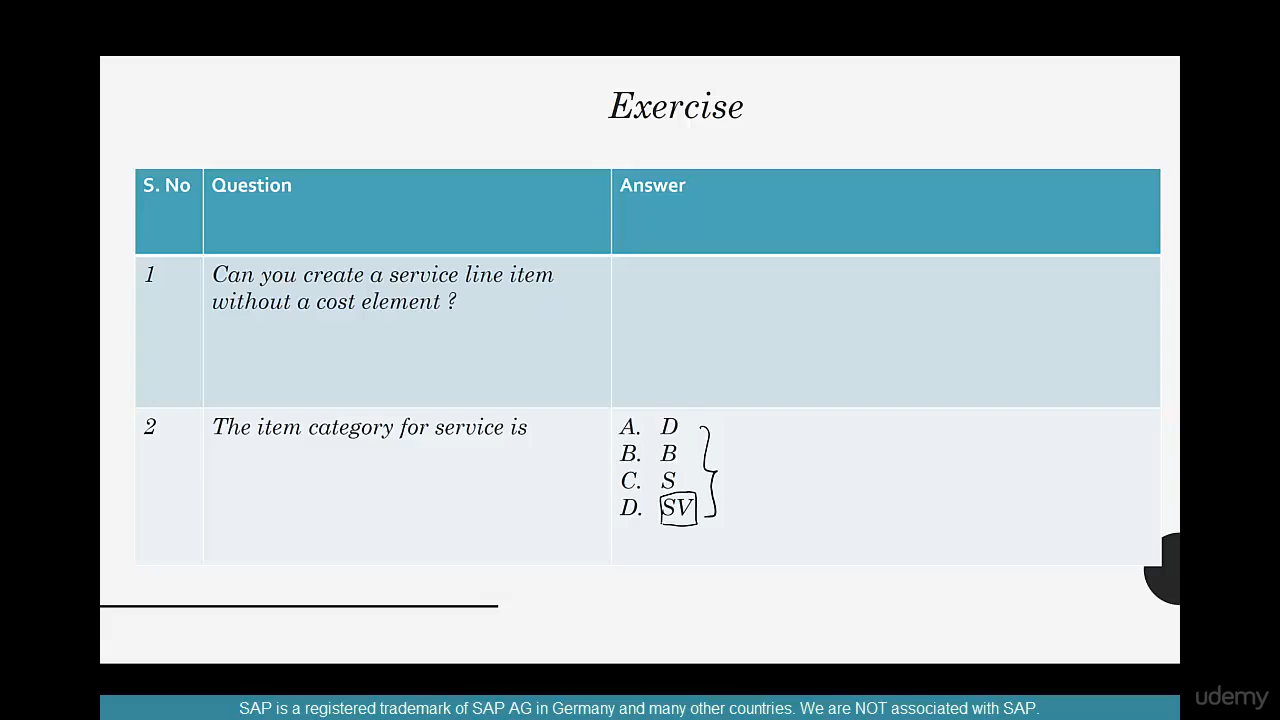 Exercise
S. No Question Answer
1 Can you create a service line item
without a cost element ?
2 The item category for service is
A. D
B. B
C. S
D. SV
udemy
SAP is a registered trademark of SAP AG in Germany and many other countries. We are NOT associated with SAP.